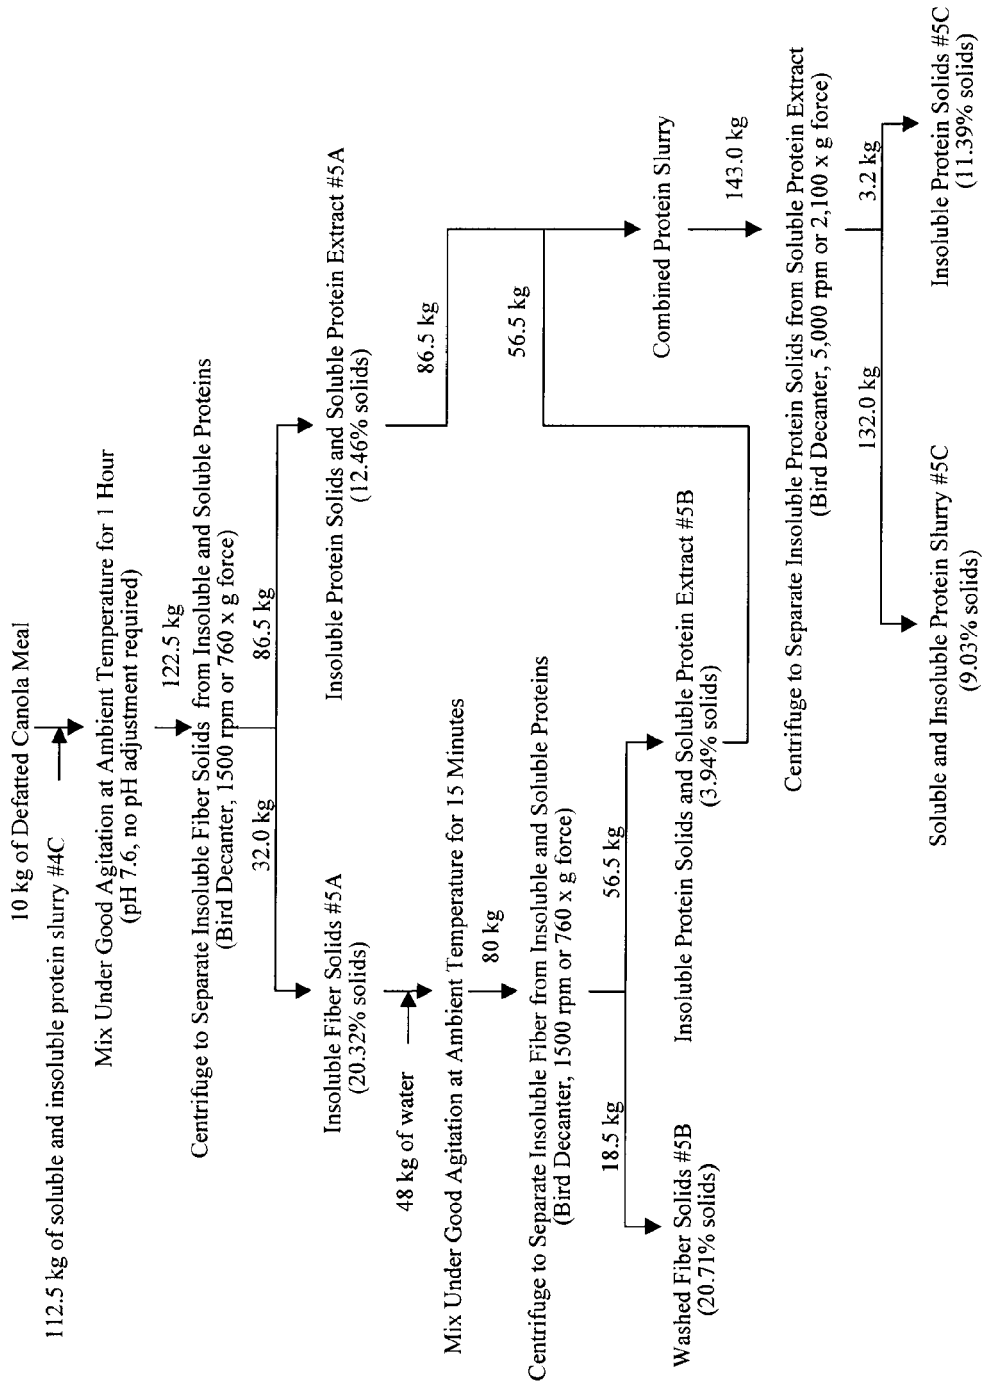 10 kg of Defatted Canola Meal
112.5 kg of soluble and insoluble protein slurry #4C
Mix Under Good Agitation at Ambient Temperature for 1 Hour
(pH 7.6, no pH adjustment required)
122.5 kg
Centrifuge to Separate Insoluble Fiber Solids from Insoluble and Soluble Proteins
(Bird Decanter, 1500 rpm or 760 x g force)
32.0 kg
86.5 kg
Insoluble Fiber Solids #5A
(20.32% solids)
Insoluble Protein Solids and Soluble Protein Extract #5A
(12.46% solids)
48 kg of water
86.5 kg
Mix Under Good Agitation at Ambient Temperature for 15 Minutes
80 kg
56.5 kg
Centrifuge to Separate Insoluble Fiber from Insoluble and Soluble Proteins
(Bird Decanter, 1500 rpm or 760 x g force)
18.5 kg
56.5 kg
Washed Fiber Solids #5B
(20.71% solids)
Insoluble Protein Solids and Soluble Protein Extract #5B
(3.94% solids)
Combined Protein Slurry
143.0 kg
Centrifuge to Separate Insoluble Protein Solids from Soluble Protein Extract
(Bird Decanter, 5,000 rpm or 2,100 x g force)
132.0 kg
3.2 kg
Soluble and Insoluble Protein Slurry #5C
(9.03% solids)
Insoluble Protein Solids #5C
(11.39% solids)